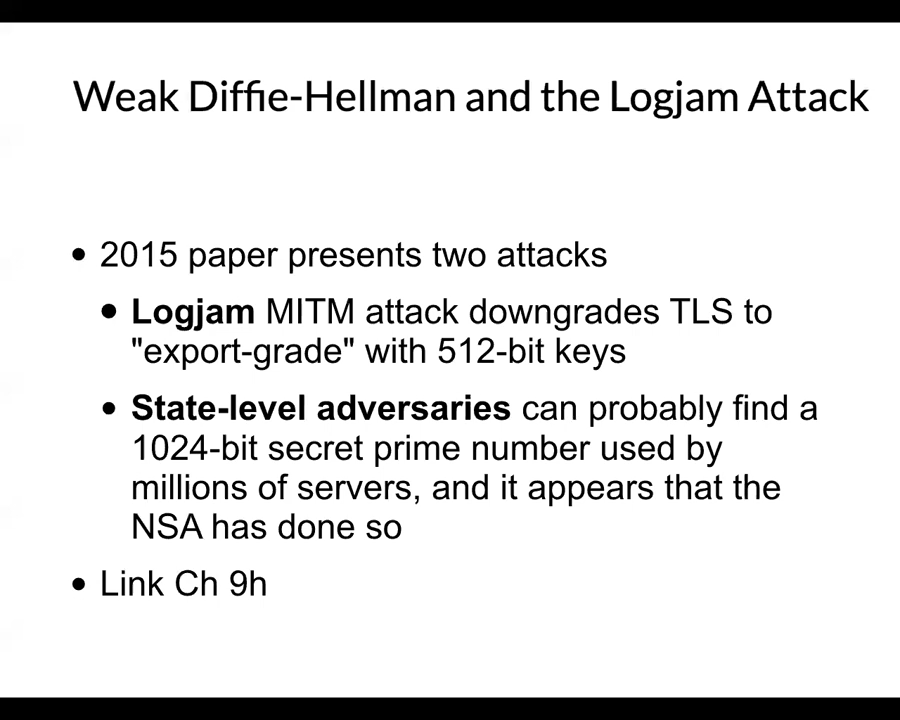 Weak Diffie-Hellman and the Logjam Attack
• 2015 paper presents two attacks
• Logjam MITM attack downgrades TLS to
"export-grade" with 512-bit keys
• State-level adversaries can probably find a
1024-bit secret prime number used by
millions of servers, and it appears that the
NSA has done so
• Link Ch 9h